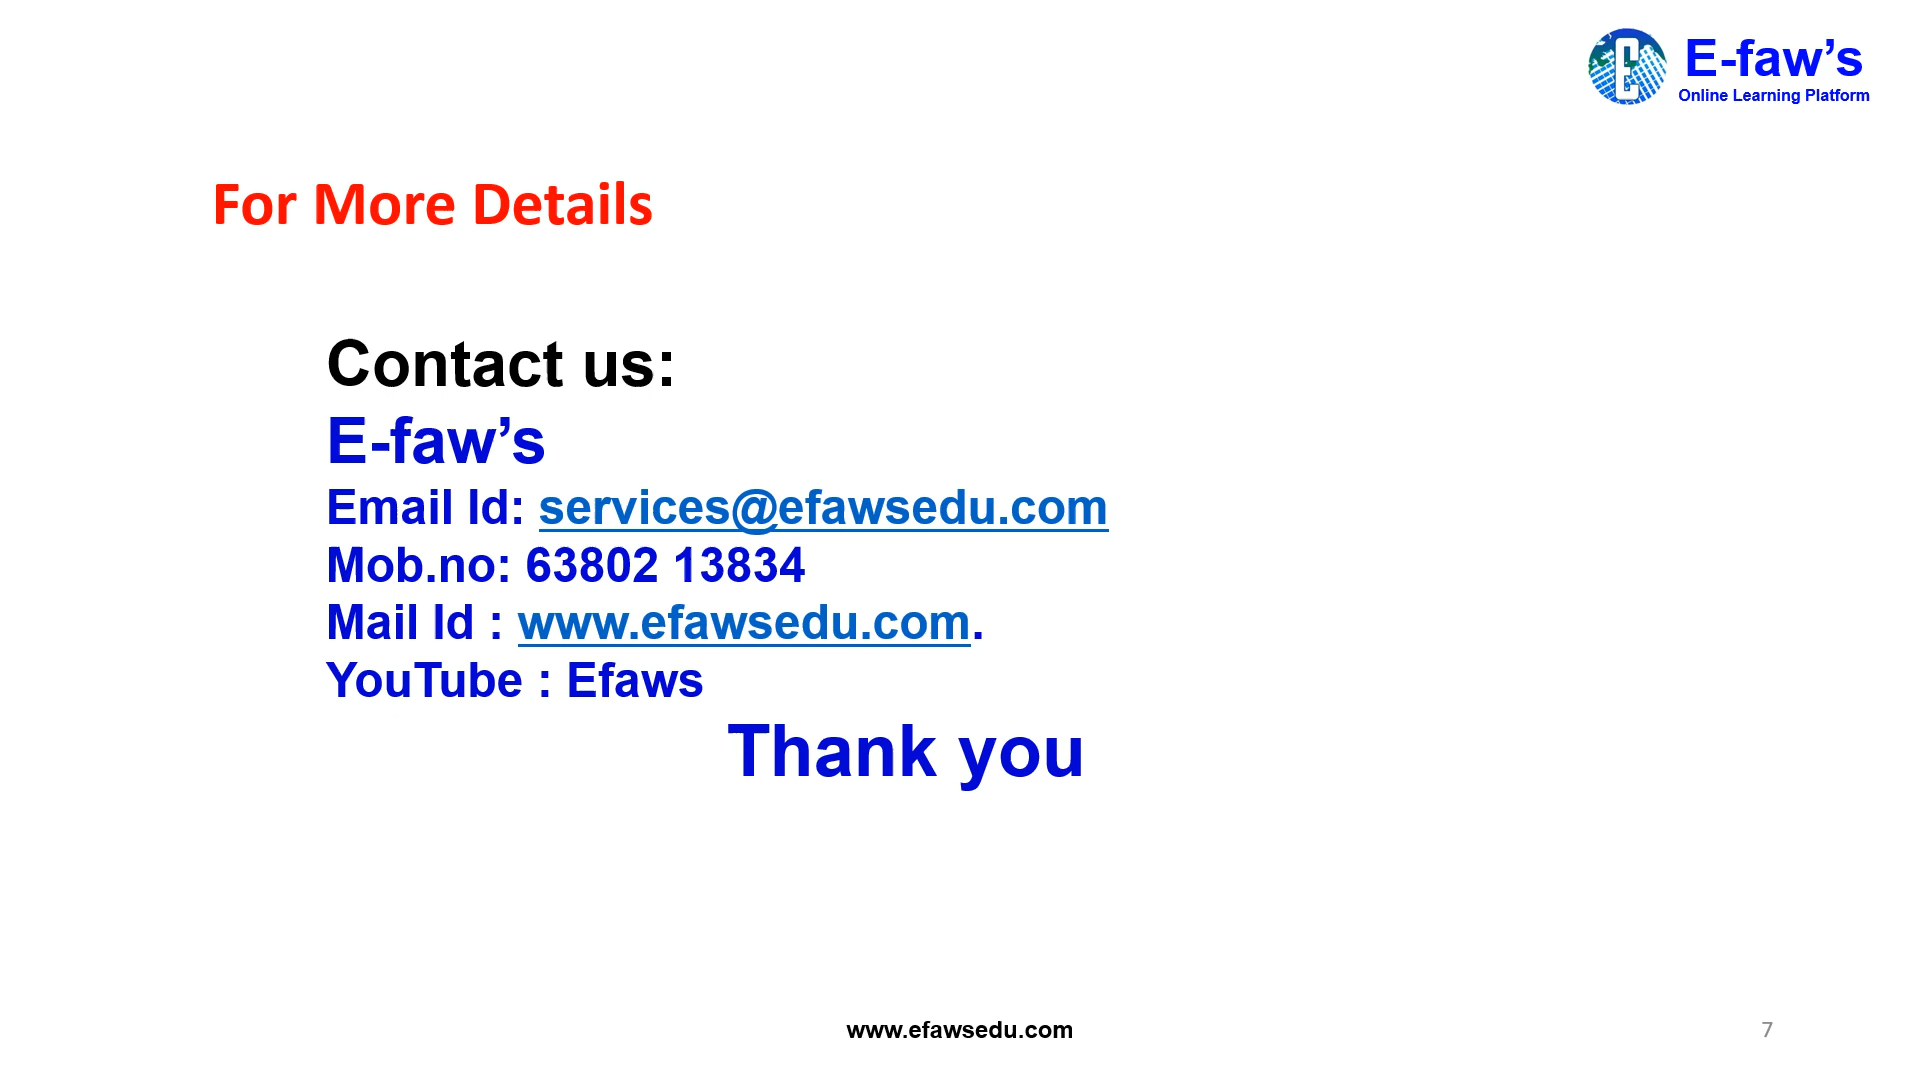 E-faw’s
Online Learning Platform
For More Details
Contact us:
E-faw’s
Email Id: services@efawsedu.com
Mob.no: 63802 13834
Mail Id : www.efawsedu.com.
YouTube : Efaws
Thank you
www.efawsedu.com
7